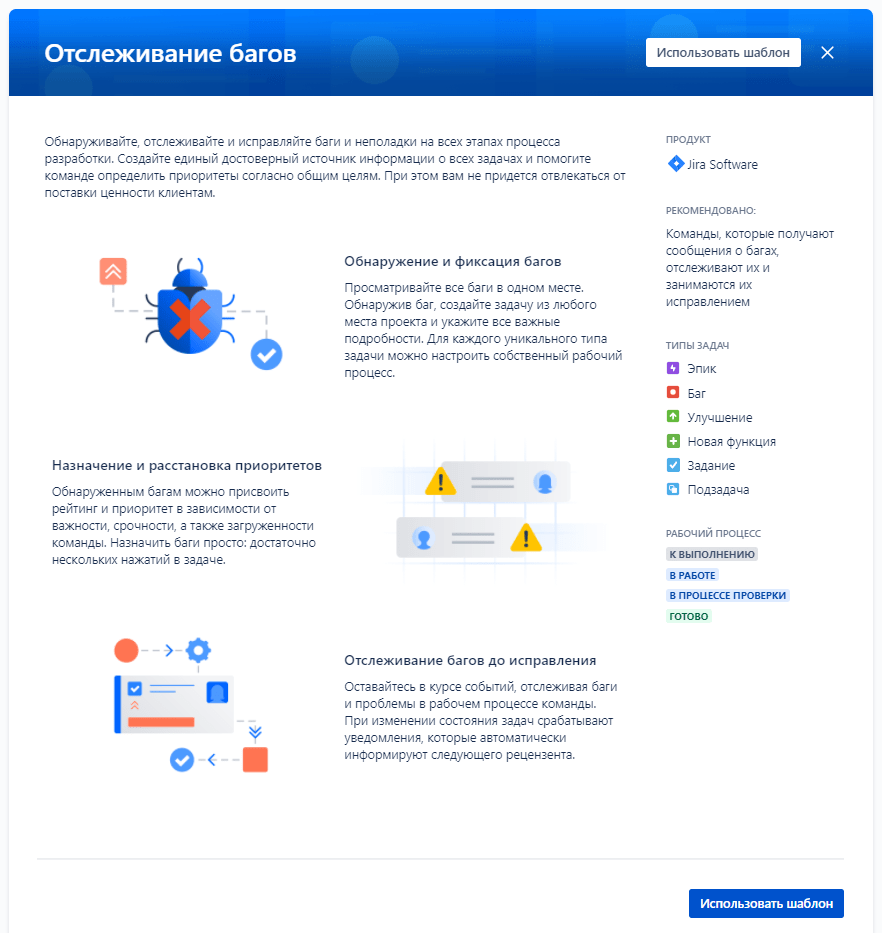 Отслеживание багов
Использовать шаблон
Обнаруживайте, отслеживайте и исправляйте баги и неполадки на всех этапах процесса
разработки. Создайте единый достоверный источник информации о всех задачах и помогите
команде определить приоритеты согласно общим целям. При этом вам не придется отвлекаться от
поставки ценности клиентам.
Обнаружение и фиксация багов
Просматривайте все баги в одном месте.
Обнаружив баг, создайте задачу из любого
места проекта и укажите все важные
подробности. Для каждого уникального типа
задачи можно настроить собственный рабочий
процесс.
Назначение и расстановка приоритетов
Обнаруженным багам можно присвоить
рейтинг и приоритет в зависимости от
важности, срочности, а также загруженности
команды. Назначить баги просто: достаточно
нескольких нажатий в задаче.
Отслеживание багов до исправления
Оставайтесь в курсе событий, отслеживая баги
и проблемы в рабочем процессе команды.
При изменении состояния задач срабатывают
уведомления, которые автоматически
информируют следующего рецензента.
ПРОДУКТ
Jira Software
РЕКОМЕНДОВАНО:
Команды, которые получают
сообщения о багах,
отслеживают их и
занимаются их
исправлением
ТИПЫ ЗАДАЧ
Эпик
Баг
Улучшение
Новая функция
Задание
Подзадача
РАБОЧИЙ ПРОЦЕСС
К ВЫПОЛНЕНИЮ
В РАБОТЕ
В ПРОЦЕССЕ ПРОВЕРКИ
ГОТОВО
Использовать шаблон